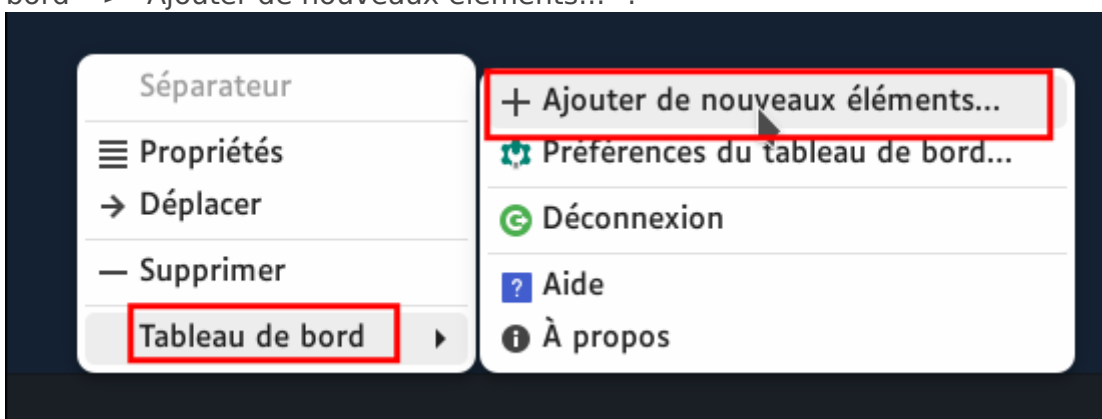 bord" > "Ajouter de nouveaux éléments..." :
Séparateur
Propriétés
Déplacer
Supprimer
Tableau de bord
Ajouter de nouveaux éléments...
Préférences du tableau de bord...
Déconnexion
? Aide
À propos